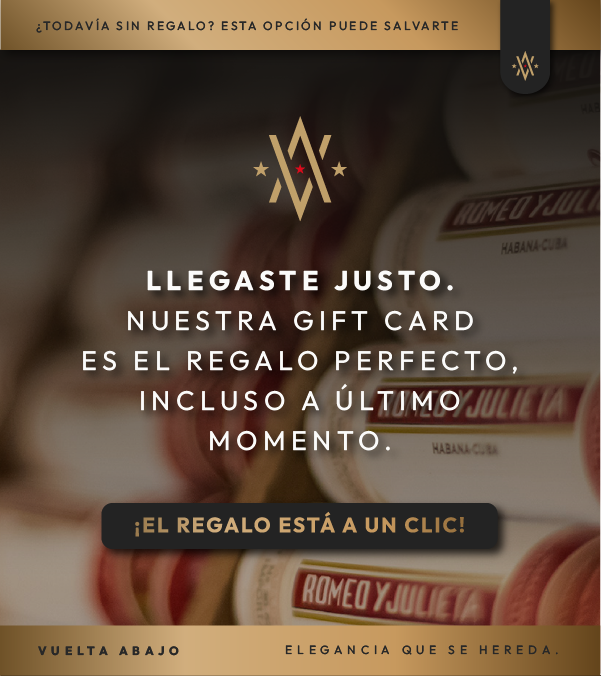 ¿TODAVÍA SIN REGALO? ESTA OPCIÓN PUEDE SALVARTE
LLEGASTE JUSTO.
NUESTRA GIFT CARD
ES EL REGALO PERFECTO,
INCLUSO A ÚLTIMO
MOMENTO.
¡EL REGALO ESTÁ A UN CLIC!
ROMEO Y JULI
HABANA-CUBA
ROMEO Y JULIETA
HABANA-CUBA
ROMEO Y JULIETA
VUELTA ABAJO
ELEGANCIA QUE SE HEREDA.